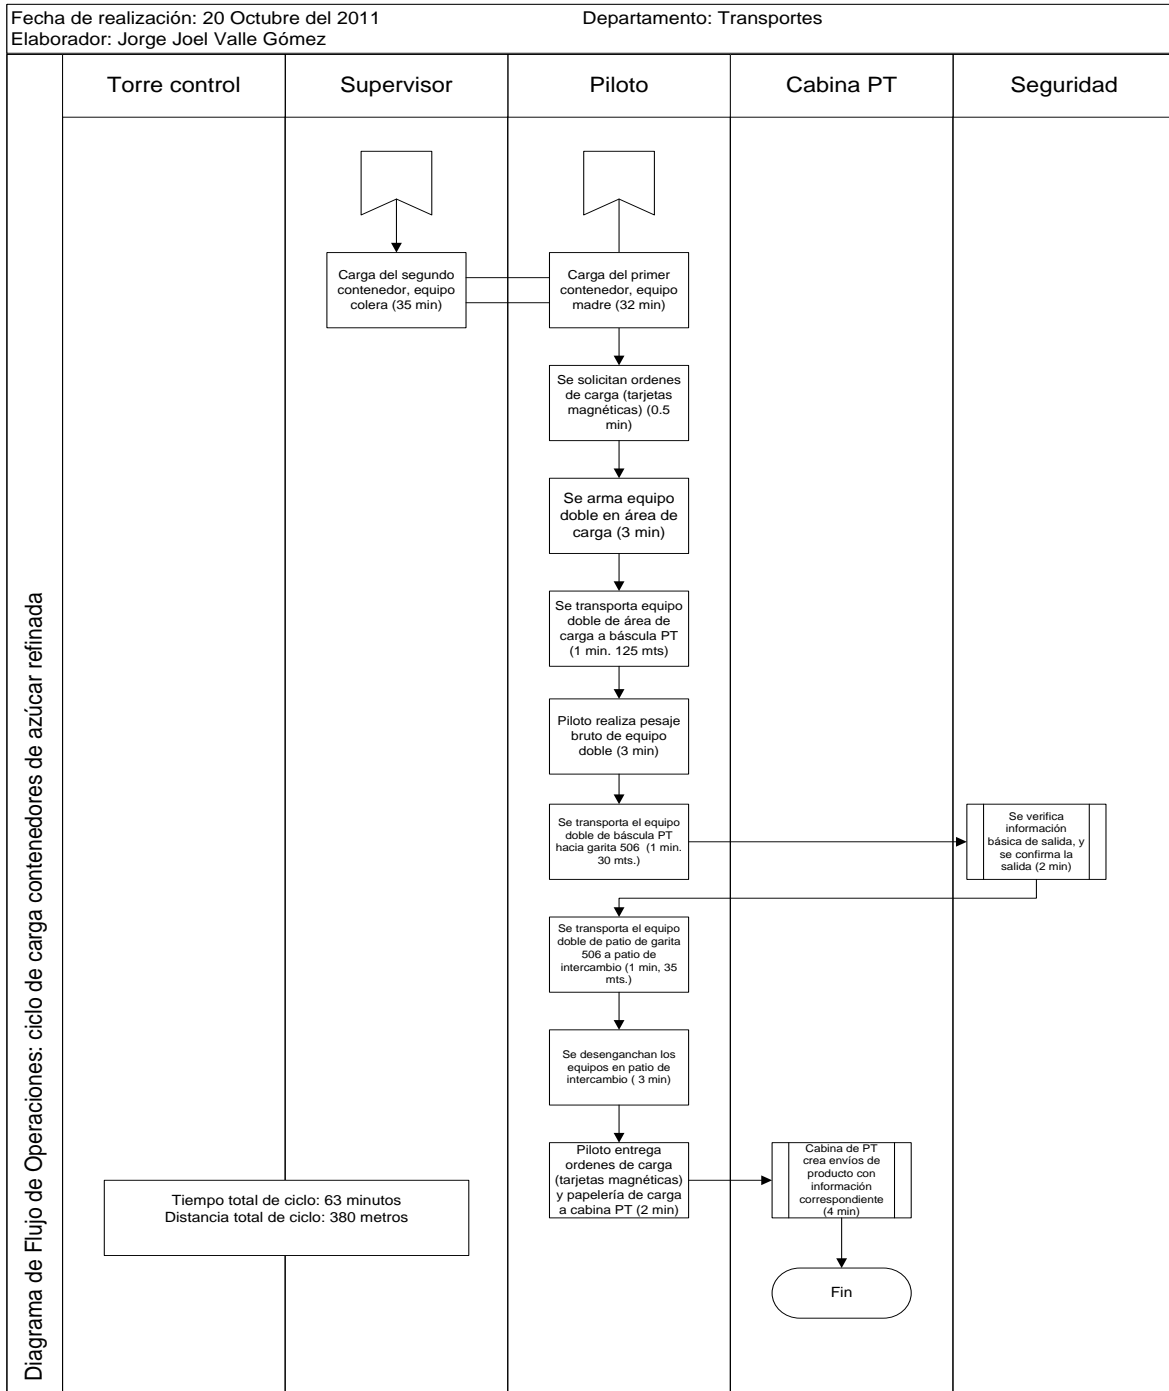 Fecha de realización: 20 Octubre del 2011
Departamento: Transportes
Elaborador: Jorge Joel Valle Gómez
Diagrama de Flujo de Operaciones: ciclo de carga contenedores de azúcar refinada
Torre control
Supervisor
Piloto
Cabina PT
Seguridad
Carga del segundo
contenedor, equipo
colera (35 min)
Carga del primer
contenedor, equipo
madre (32 min)
Se solicitan ordenes
de carga (tarjetas
magnéticas) (0.5
min)
Se arma equipo
doble en área de
carga (3 min)
Se transporta equipo
doble de área de
carga a báscula PT
(1 min. 125 mts)
Piloto realiza pesaje
bruto de equipo
doble (3 min)
Se transporta el equipo
doble de báscula PT
hacia garita 506 (1 min.
30 mts.)
Se verifica
información
básica de salida, y
se confirma la
salida (2 min)
Se transporta el equipo
doble de patio de garita
506 a patio de
intercambio (1 min, 35
mts.)
Se desenganchan los
equipos en patio de
intercambio ( 3 min)
Piloto entrega
ordenes de carga
(tarjetas magnéticas)
y papelería de carga
a cabina PT (2 min)
Cabina de PT
crea envíos de
producto con
información
correspondiente
(4 min)
Tiempo total de ciclo: 63 minutos
Distancia total de ciclo: 380 metros
Fin